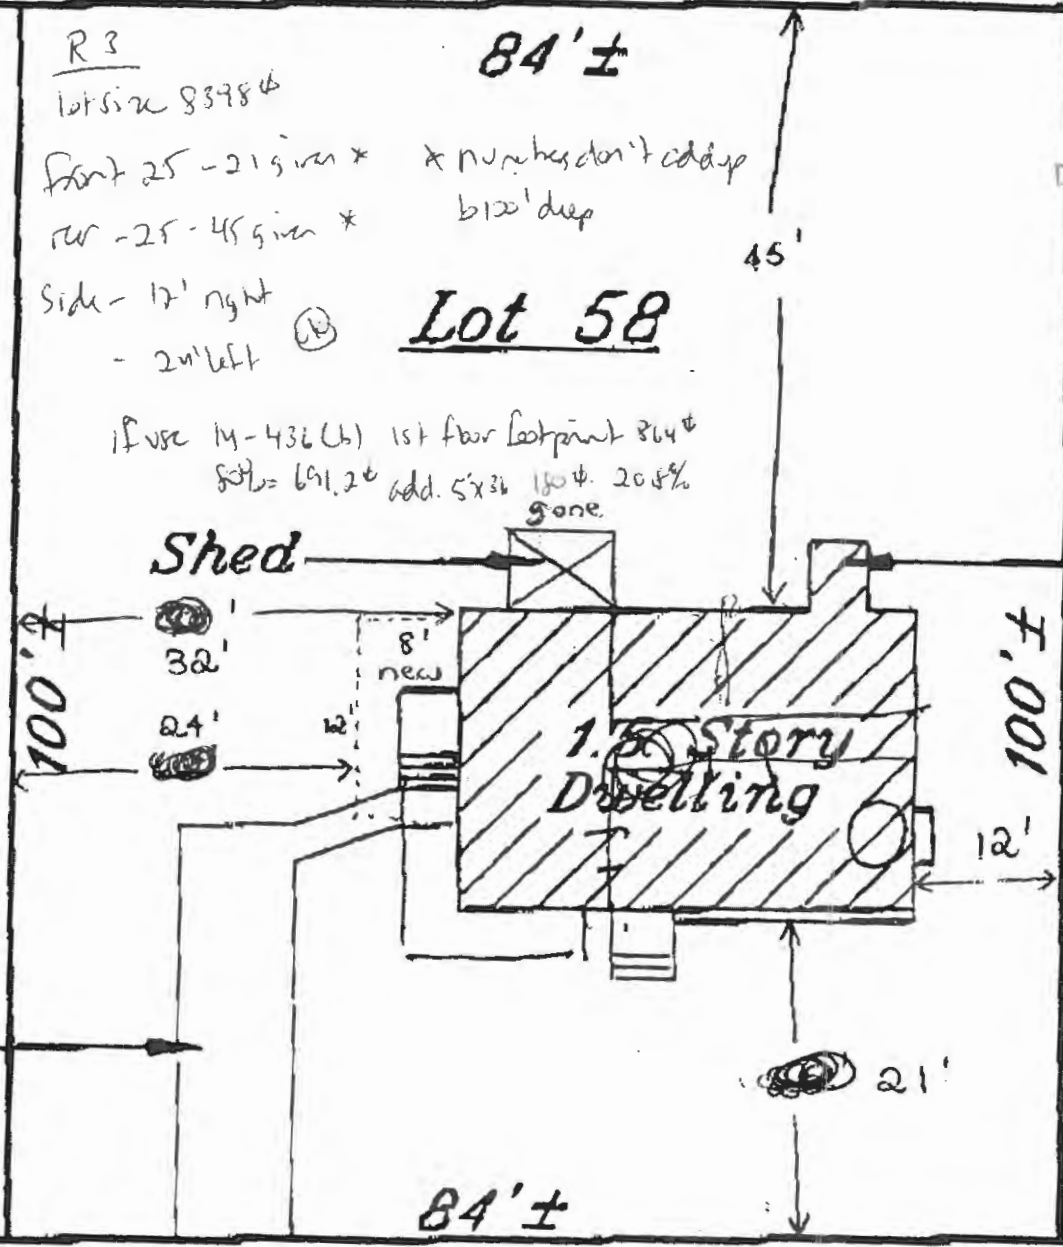 R 3
84'±
lot size 8398
front 25 - 21 given *
* numbers don't add up
rear - 25 - 45 given *
100' deep
45'
side - 12' right
Lot 58
- 24' left
if use 14-436(b) 1st floor footprint 864
80% = 691.2 add. 5x36 180 20.8%
gone
Shed
32'
8'
new
100'±
100'±
24'
12'
1.5 Story
Dwelling
12'
21'
84'±